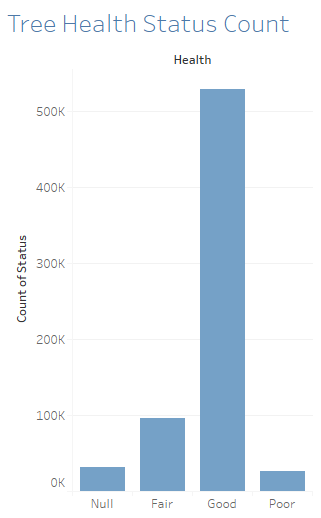 Tree Health Status Count
Health
500K
400K
300K
200K
100K
0K
Count of Status
Null Fair Good Poor